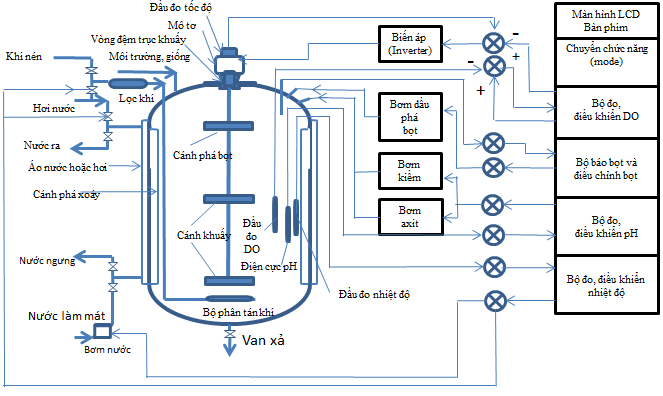 Đầu đo tốc độ
Mô tơ
Vòng đệm trục khuấy
Môi trường, giống
Khí nén
Lọc khí
Hơi nước
Nước ra
Áo nước hoặc hơi
Cánh phá xoáy
Nước ngưng
Nước làm mát
Bơm nước
Cánh phá bọt
Cánh khuấy
Bộ phân tán khí
Van xả
Đầu
đo
DO
Điện cực pH
Đầu đo nhiệt độ
Biến áp
(Inverter)
-
+
-
+
Bơm dầu
phá
bọt
Bơm
kiềm
Bơm
axit
Màn hình LCD
Bàn phím
Chuyển chức năng
(mode)
Bộ đo,
điều khiển DO
Bộ báo bọt và
điều chỉnh bọt
Bộ đo,
điều khiển pH
Bộ đo, điều khiển
nhiệt độ